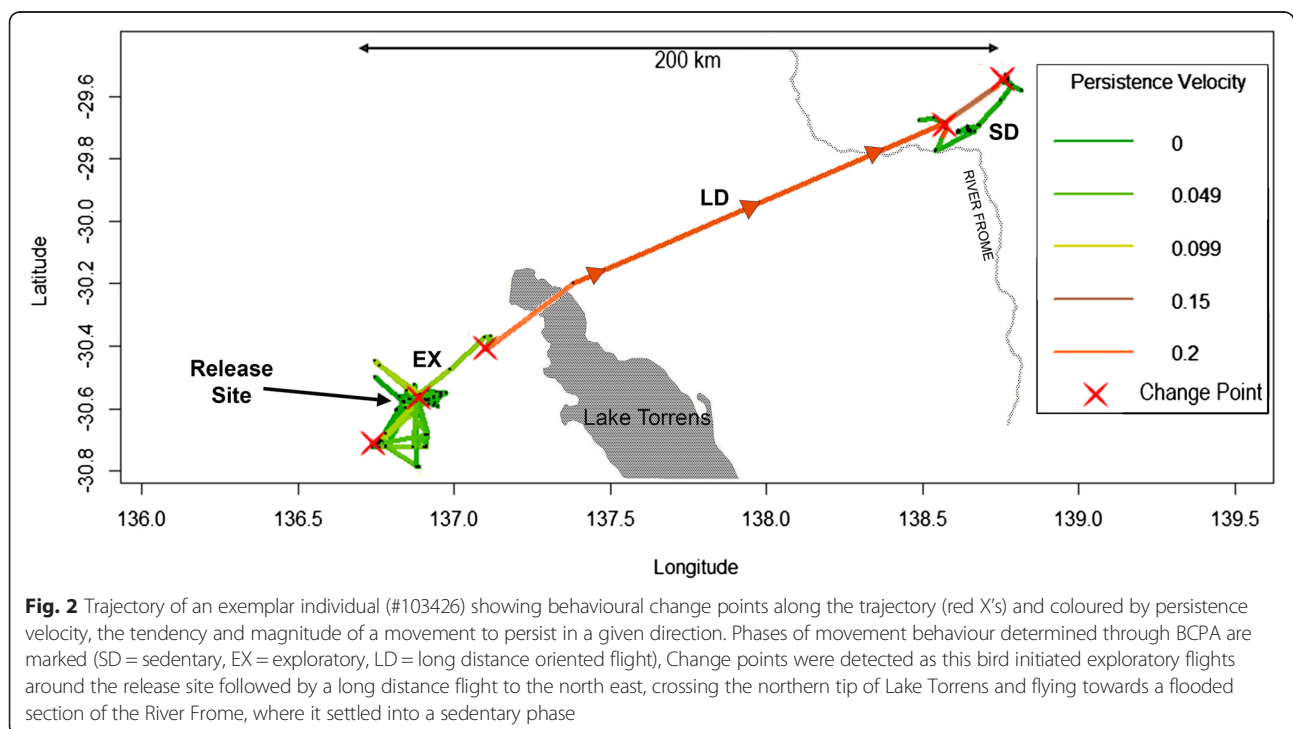 200 km
Persistence Velocity
0
0.049
0.099
0.15
0.2
Change Point
SD
LD
EX
RIVER FROME
Release
Site
Lake Torrens
Latitude
-29.6
-29.8
-30.0
-30.2
-30.4
-30.6
-30.8
136.0 136.5 137.0 137.5 138.0 138.5 139.0 139.5
Longitude
Fig. 2 Trajectory of an exemplar individual (#103426) showing behavioural change points along the trajectory (red X's) and coloured by persistence
velocity, the tendency and magnitude of a movement to persist in a given direction. Phases of movement behaviour determined through BCPA are
marked (SD = sedentary, EX = exploratory, LD = long distance oriented flight), Change points were detected as this bird initiated exploratory flights
around the release site followed by a long distance flight to the north east, crossing the northern tip of Lake Torrens and flying towards a flooded
section of the River Frome, where it settled into a sedentary phase